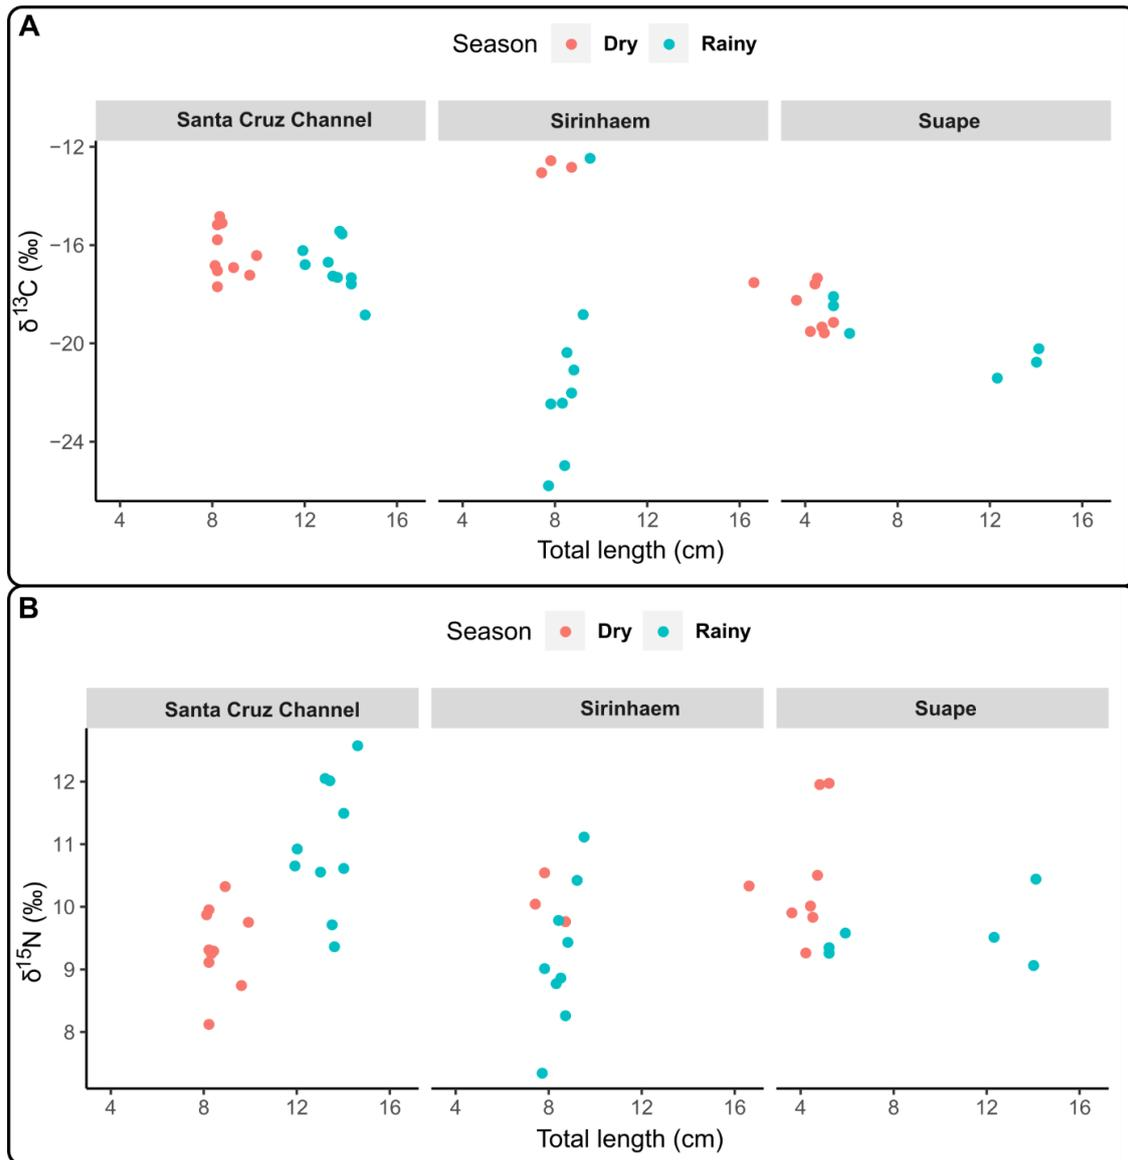 A
Season Dry Rainy
Santa Cruz Channel Sirinhaem Suape
−12
−16
−20
−24
δ ¹³C (‰)
4 8 12 16 4 8 12 16 4 8 12 16
Total length (cm)
B
Season Dry Rainy
Santa Cruz Channel Sirinhaem Suape
12
11
10
9
8
δ¹⁵N (‰)
4 8 12 16 4 8 12 16 4 8 12 16
Total length (cm)